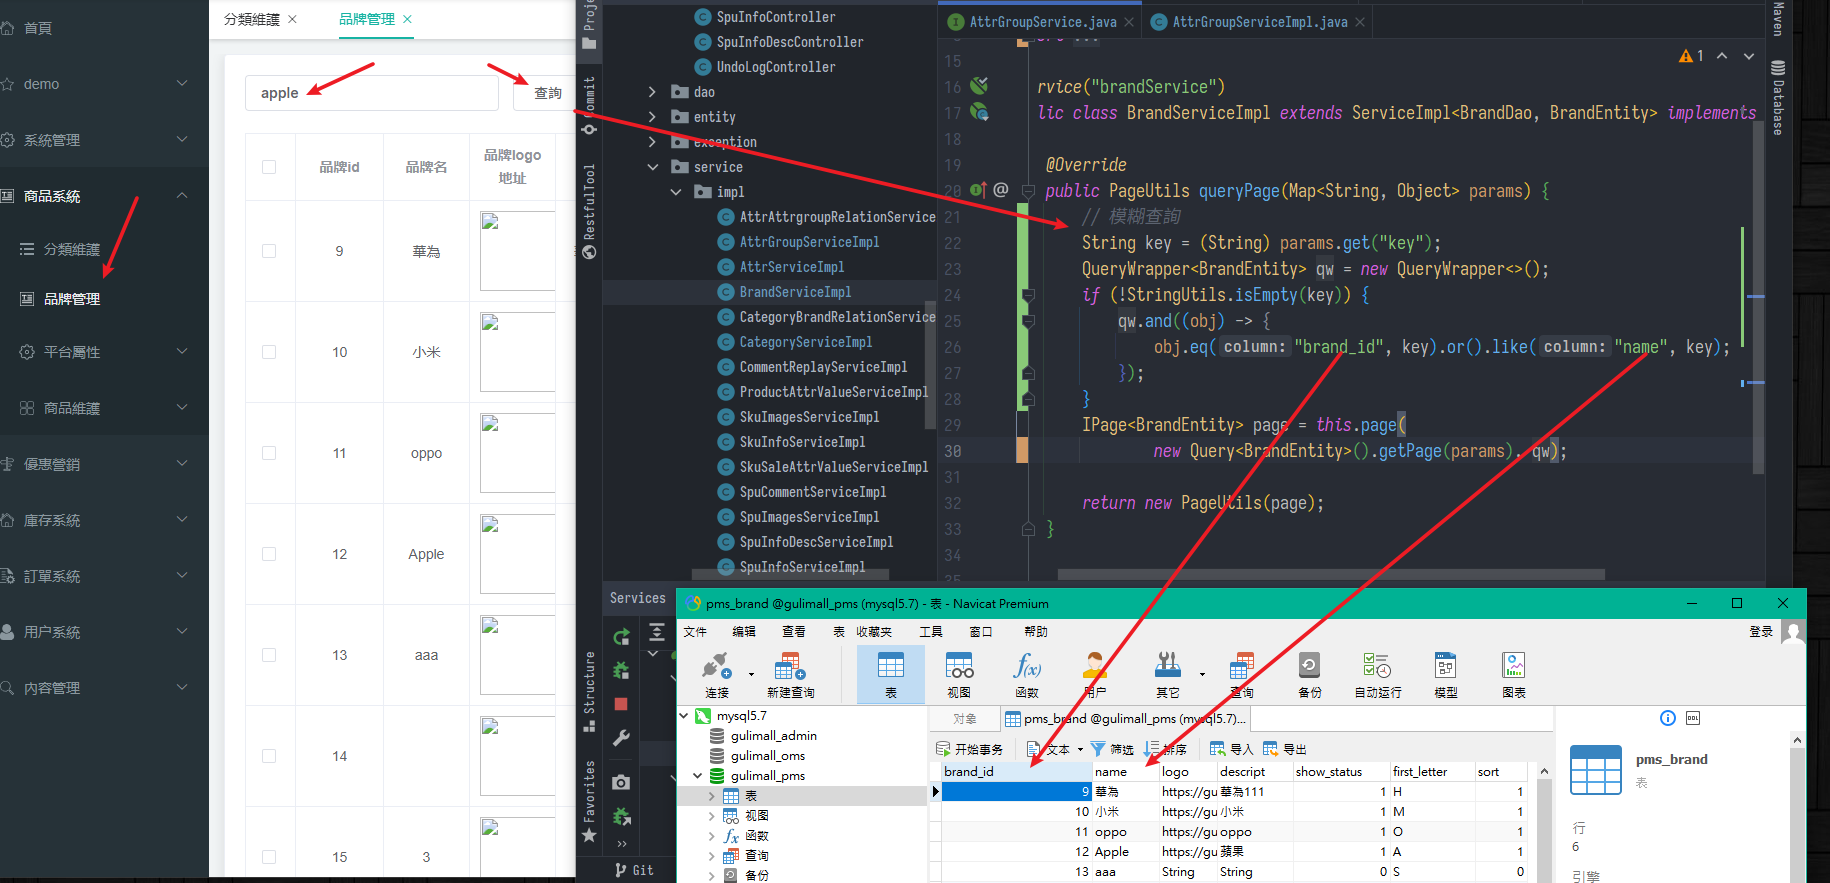 首頁
demo
系統管理
商品系統
分類維護
品牌管理
平台屬性
商品維護
優惠營銷
庫存系統
訂單系統
用戶系統
內容管理
分類維護 ×
品牌管理 ×
apple
查詢
品牌id 品牌名 品牌logo地址
9 華為
10 小米
11 oppo
12 Apple
13 aaa
14
15 3
Commit
RestfulTool
Structure
Favorites
SpuInfoController
SpuInfoDescController
UndoLogController
dao
entity
exception
service
impl
AttrAttrgroupRelationService
AttrGroupServiceImpl
AttrServiceImpl
BrandServiceImpl
CategoryBrandRelationService
CategoryServiceImpl
CommentReplayServiceImpl
ProductAttrValueServiceImpl
SkuImagesServiceImpl
SkuInfoServiceImpl
SkuSaleAttrValueServiceImpl
SpuCommentServiceImpl
SpuImagesServiceImpl
SpuInfoDescServiceImpl
SpuInfoServiceImpl
Services
Git
AttrGroupService.java ×
AttrGroupServiceImpl.java ×
1
Maven
Database
15
16 rvice("brandService")
17 lic class BrandServiceImpl extends ServiceImpl<BrandDao, BrandEntity> implements
18
19 @Override
20 public PageUtils queryPage(Map<String, Object> params) {
21 // 模糊查詢
22 String key = (String) params.get("key");
23 QueryWrapper<BrandEntity> qw = new QueryWrapper<>();
24 if (!StringUtils.isEmpty(key)) {
25 qw.and((obj) -> {
26 obj.eq( column: "brand_id", key).or().like( column: "name", key);
27 });
28 }
29 IPage<BrandEntity> page = this.page(
30 new Query<BrandEntity>().getPage(params), qw);
31
32 return new PageUtils(page);
33 }
34
pms_brand @gulimall_pms (mysql5.7) - 表 - Navicat Premium
文件 编辑 查看 表 收藏夹 工具 窗口 帮助 登录
连接 新建查询 表 视图 函数 用户 其它 查询 备份 自动运行 模型 图表
mysql5.7
gulimall_admin
gulimall_oms
gulimall_pms
表
视图
函数
查询
备份
对象
pms_brand @gulimall_pms (mysql5.7)...
开始事务 文本 筛选 排序 导入 导出
brand_id name logo descript show_status first_letter sort
9 華為 https://gu 華為111 1 H 1
10 小米 https://gu 小米 1 M 1
11 oppo https://gu oppo 1 O 1
12 Apple https://gu 蘋果 1 A 1
13 aaa String String 0 S 0
DDL
pms_brand
表
行
6
引擎